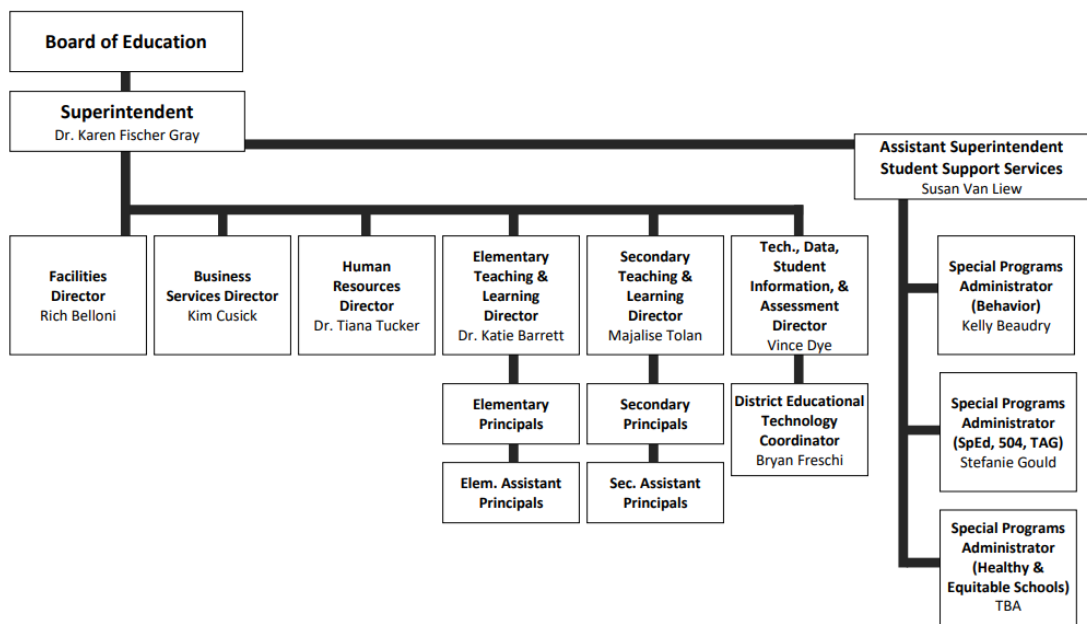 Board of Education
Superintendent
Dr. Karen Fischer Gray
Assistant Superintendent
Student Support Services
Susan Van Liew
Facilities
Director
Rich Belloni
Business
Services Director
Kim Cusick
Human
Resources
Director
Dr. Tiana Tucker
Elementary
Teaching &
Learning
Director
Dr. Katie Barrett
Secondary
Teaching &
Learning
Director
Majalise Tolan
Tech., Data,
Student
Information, &
Assessment
Director
Vince Dye
Special Programs
Administrator
(Behavior)
Kelly Beaudry
Elementary
Principals
Secondary
Principals
District Educational
Technology
Coordinator
Bryan Freschi
Special Programs
Administrator
(SpEd, 504, TAG)
Stefanie Gould
Elem. Assistant
Principals
Sec. Assistant
Principals
Special Programs
Administrator
(Healthy &
Equitable Schools)
TBA